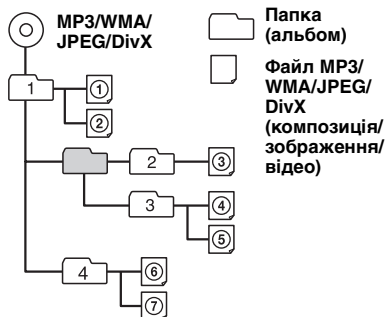 MP3/WMA/
JPEG/DivX
Папка
(альбом)
Файл MP3/
WMA/JPEG/
DivX
(композиція/
зображення/
відео)
1
①
②
2
③
3
④
⑤
4
⑥
⑦